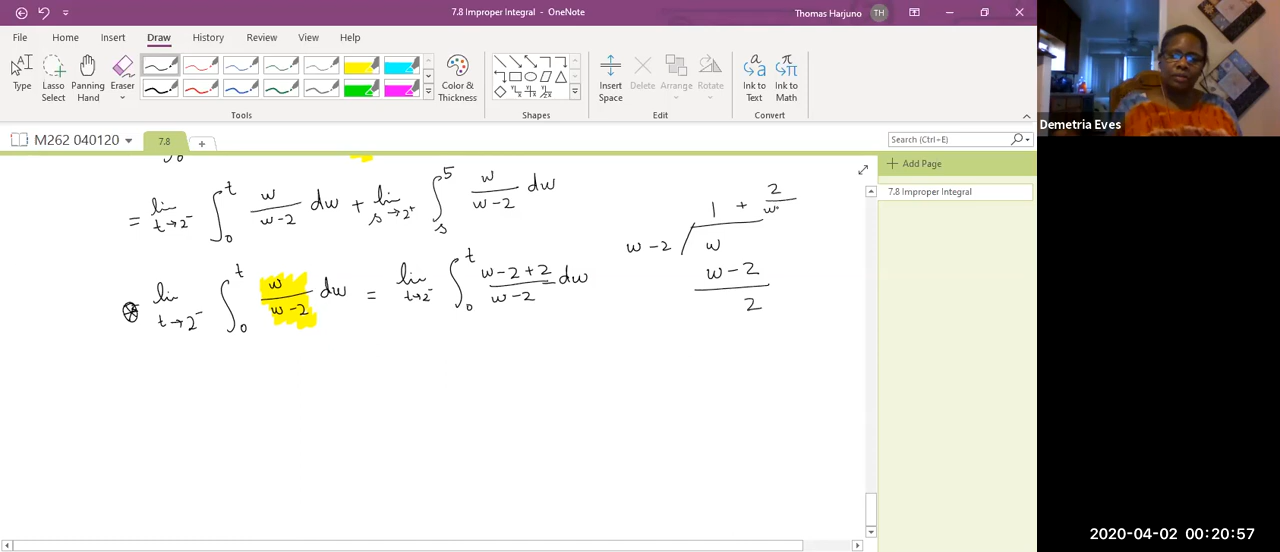 7.8 Improper Integral - OneNote
Thomas Harjuno TH
File Home Insert Draw History Review View Help
Type
Lasso Select
Panning Hand
Eraser
Color & Thickness
Insert Space
Delete
Arrange
Rotate
Ink to Text
Ink to Math
Tools Shapes Edit Convert
M262 040120
7.8
Search (Ctrl+E)
Add Page
7.8 Improper Integral
= lim t→2⁻ ∫₀ᵗ w/(w-2) dw + lim s→2⁺ ∫ₛ⁵ w/(w-2) dw
1 + 2/w
w-2 / w
w-2
2
lim t→2⁻ ∫₀ᵗ w/(w-2) dw = lim t→2⁻ ∫₀ᵗ (w-2+2)/(w-2) dw
Demetria Eves
2020-04-02 00:20:57